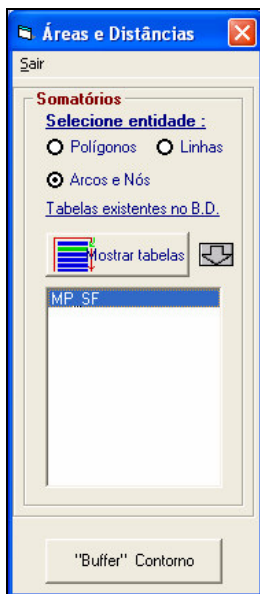 Áreas e Distâncias
Sair
Somatórios
Selecione entidade :
Polígonos Linhas
Arcos e Nós
Tabelas existentes no B.D.
Mostrar tabelas
MP_SF
"Buffer" Contorno